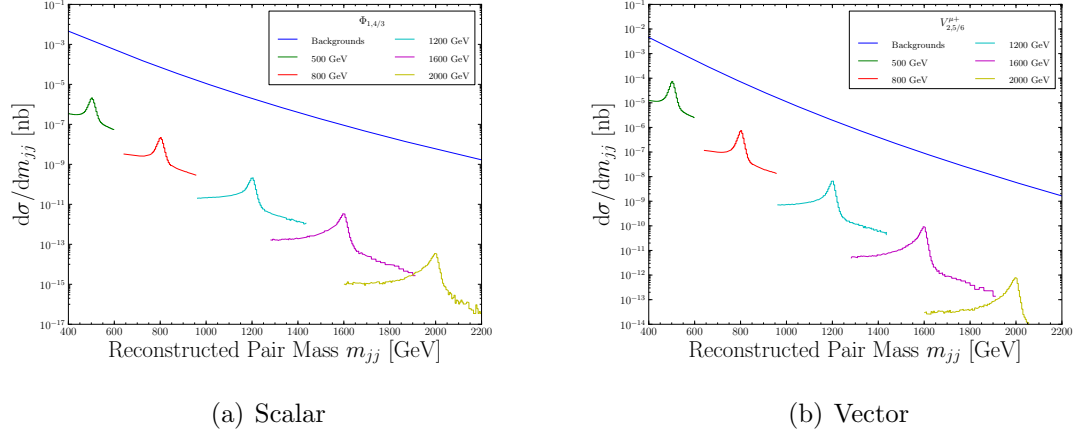 Φ1,4/3
Backgrounds
500 GeV
800 GeV
1200 GeV
1600 GeV
2000 GeV
dσ/dm_jj [nb]
10^-1
10^-3
10^-5
10^-7
10^-9
10^-11
10^-13
10^-15
10^-17
400 600 800 1000 1200 1400 1600 1800 2000 2200
Reconstructed Pair Mass m_jj [GeV]
(a) Scalar
V^μ+_2,5/6
Backgrounds
500 GeV
800 GeV
1200 GeV
1600 GeV
2000 GeV
dσ/dm_jj [nb]
10^-1
10^-2
10^-3
10^-4
10^-5
10^-6
10^-7
10^-8
10^-9
10^-10
10^-11
10^-12
10^-13
10^-14
400 600 800 1000 1200 1400 1600 1800 2000 2200
Reconstructed Pair Mass m_jj [GeV]
(b) Vector